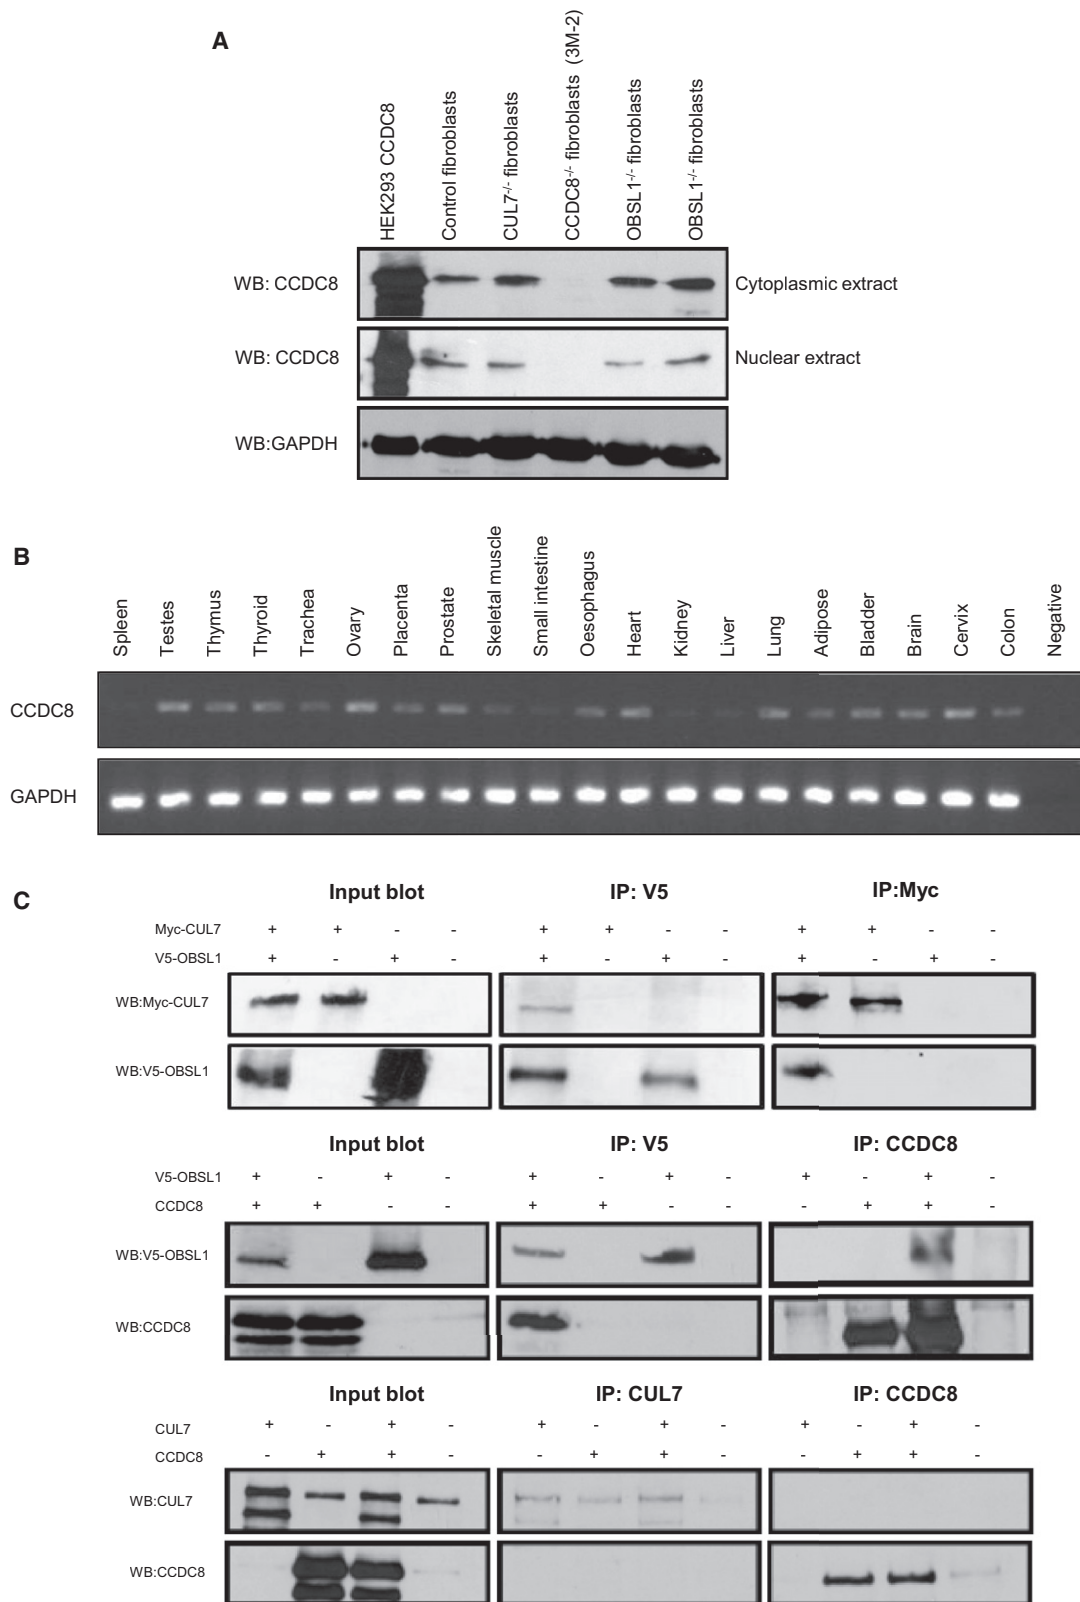 A
HEK293 CCDC8
Control fibroblasts
CUL7-/- fibroblasts
CCDC8-/- fibroblasts (3M-2)
OBSL1-/- fibroblasts
OBSL1-/- fibroblasts
WB: CCDC8
Cytoplasmic extract
WB: CCDC8
Nuclear extract
WB:GAPDH
B
Spleen
Testes
Thymus
Thyroid
Trachea
Ovary
Placenta
Prostate
Skeletal muscle
Small intestine
Oesophagus
Heart
Kidney
Liver
Lung
Adipose
Bladder
Brain
Cervix
Colon
Negative
CCDC8
GAPDH
C
Input blot IP: V5 IP:Myc
Myc-CUL7 + + - - + + - - + + - -
V5-OBSL1 + - + - + - + - + - + -
WB:Myc-CUL7
WB:V5-OBSL1
Input blot IP: V5 IP: CCDC8
V5-OBSL1 + - + - + - + - + - + -
CCDC8 + + - - + + - - - + + -
WB:V5-OBSL1
WB:CCDC8
Input blot IP: CUL7 IP: CCDC8
CUL7 + - + - + - + - + - + -
CCDC8 - + + - - + + - - + + -
WB:CUL7
WB:CCDC8